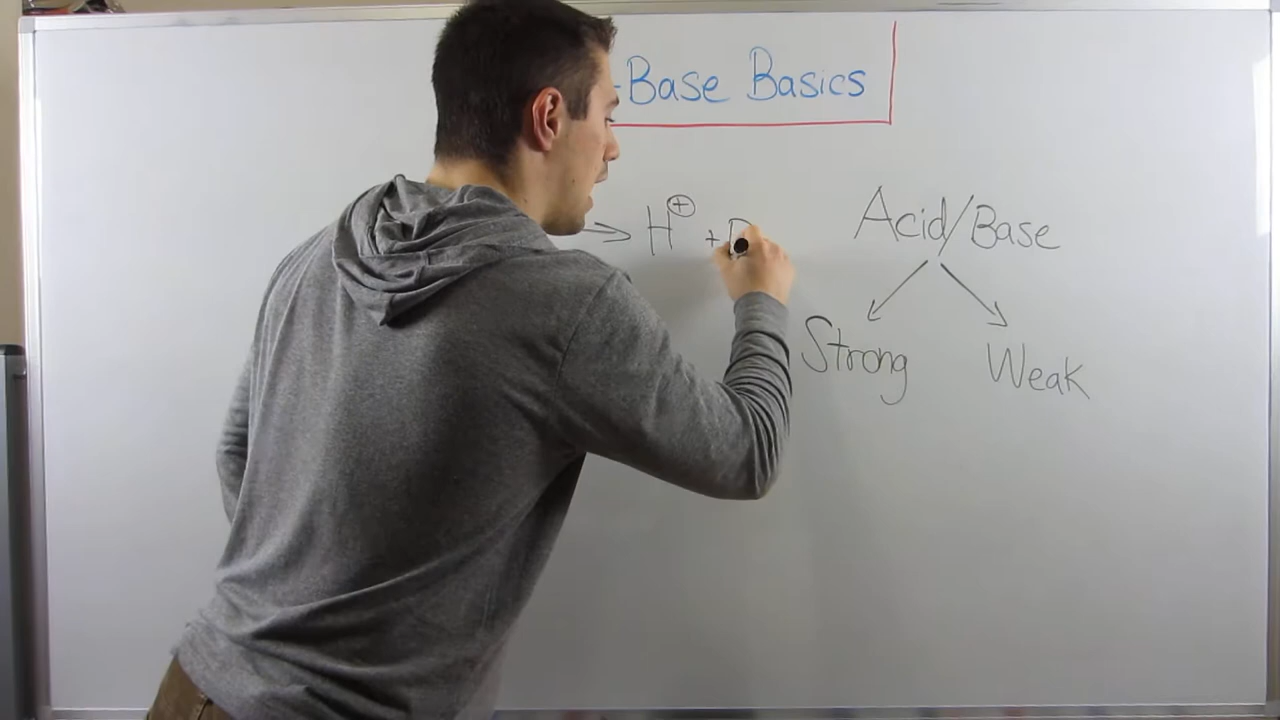 -Base Basics
→ H⊕ +
Acid/Base
Strong Weak